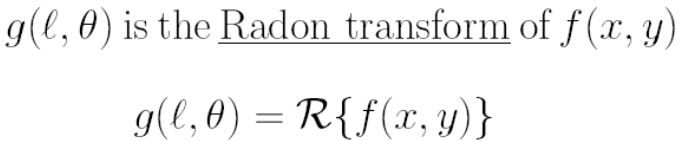 g(ℓ, θ) is the Radon transform of f(x, y)
g(ℓ, θ) = ℛ{f(x, y)}